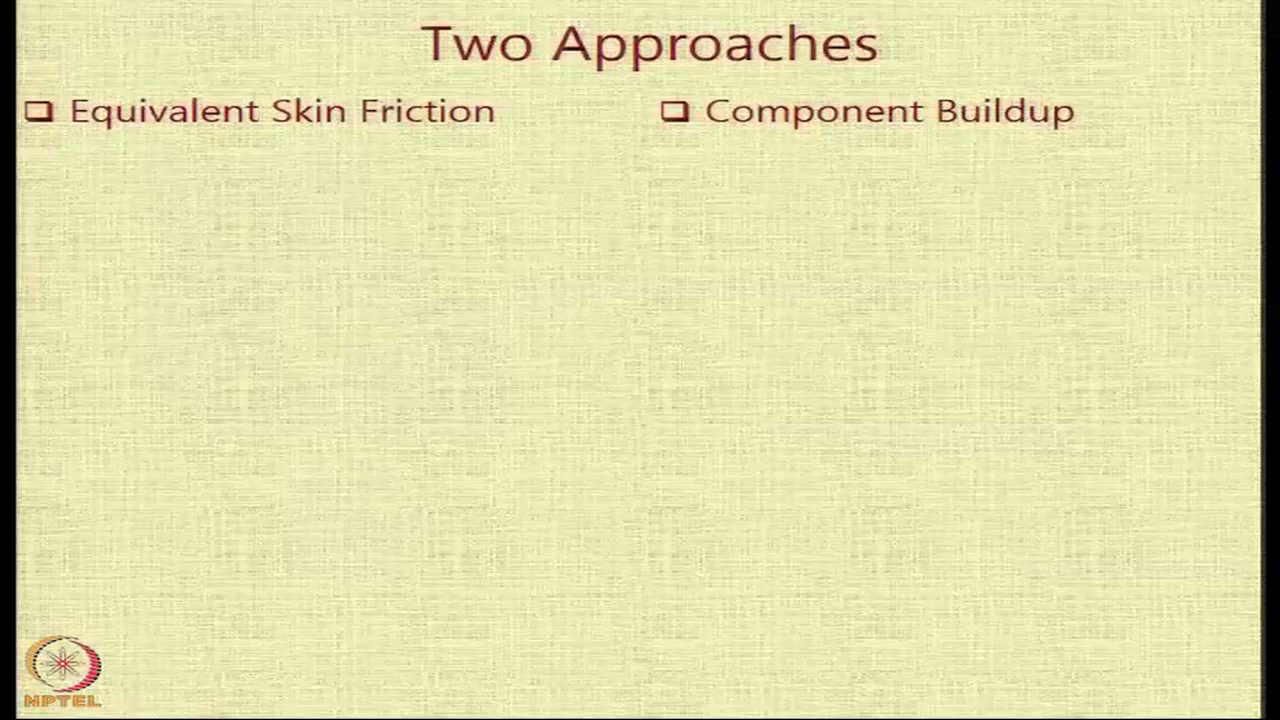 Two Approaches
❑ Equivalent Skin Friction
❑ Component Buildup
NPTEL